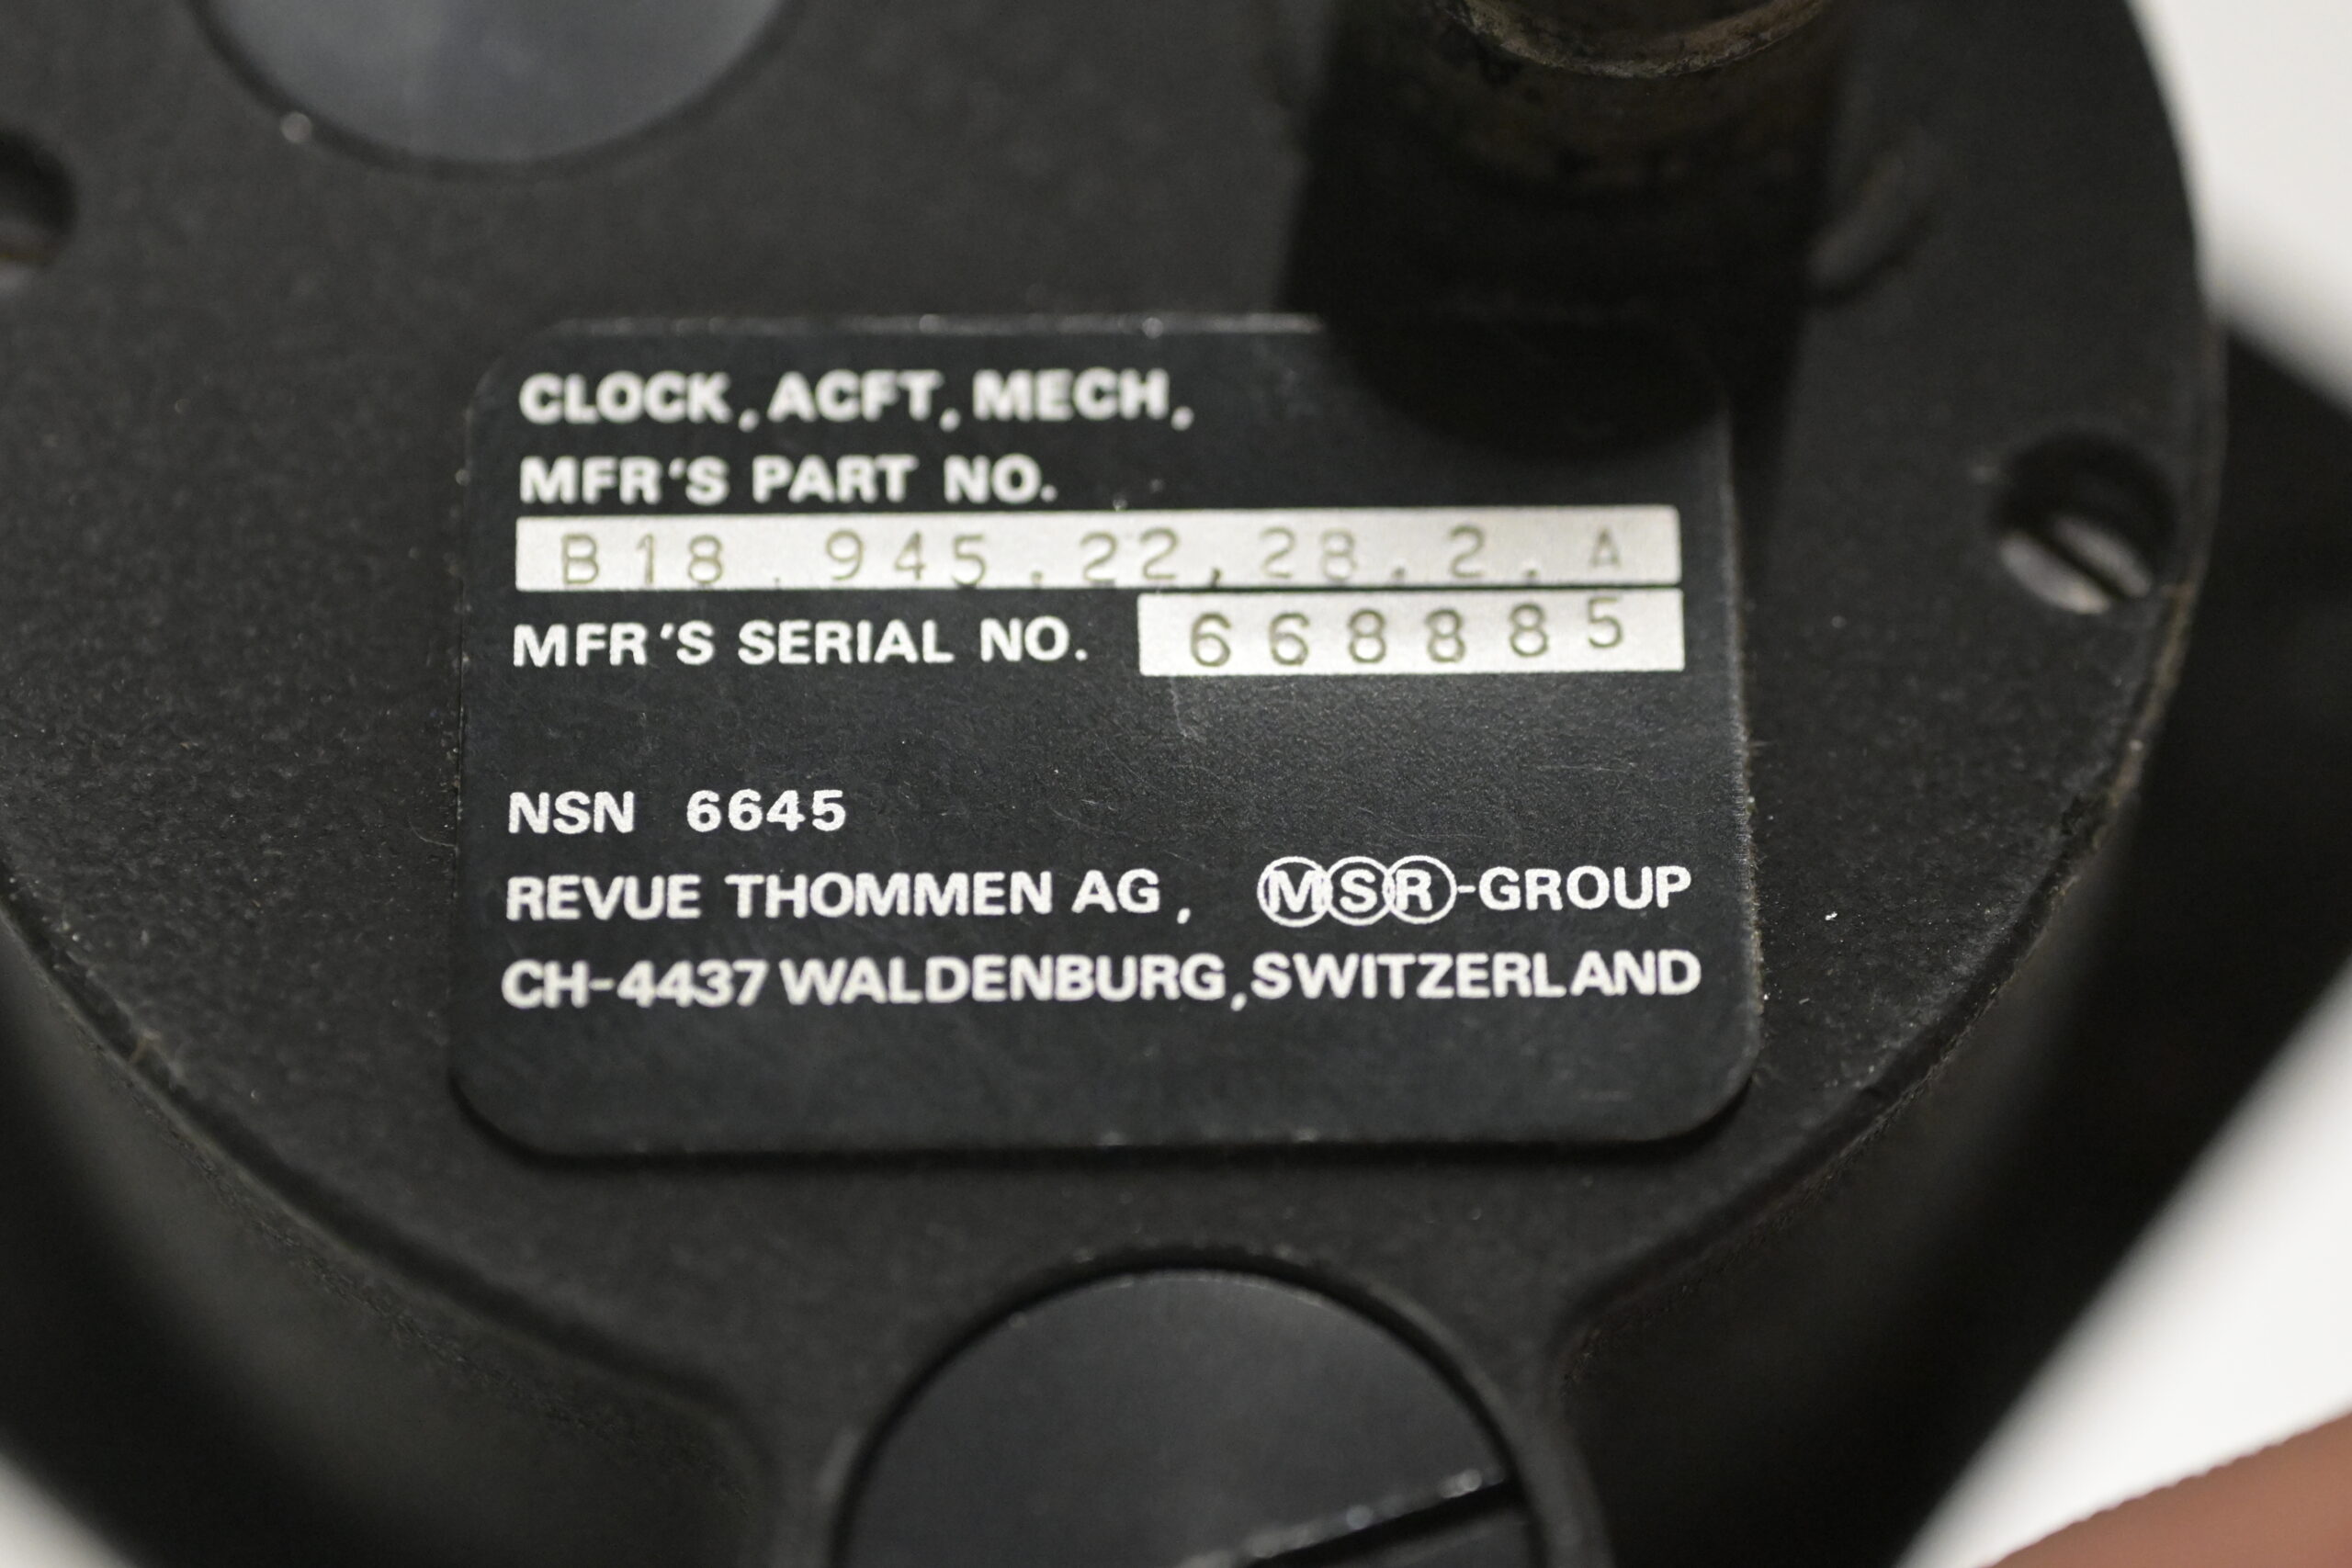 CLOCK, ACFT, MECH,
MFR'S PART NO.
B18.945.22.28.2.A
MFR'S SERIAL NO. 668885
NSN 6645
REVUE THOMMEN AG, MSR-GROUP
CH-4437 WALDENBURG, SWITZERLAND